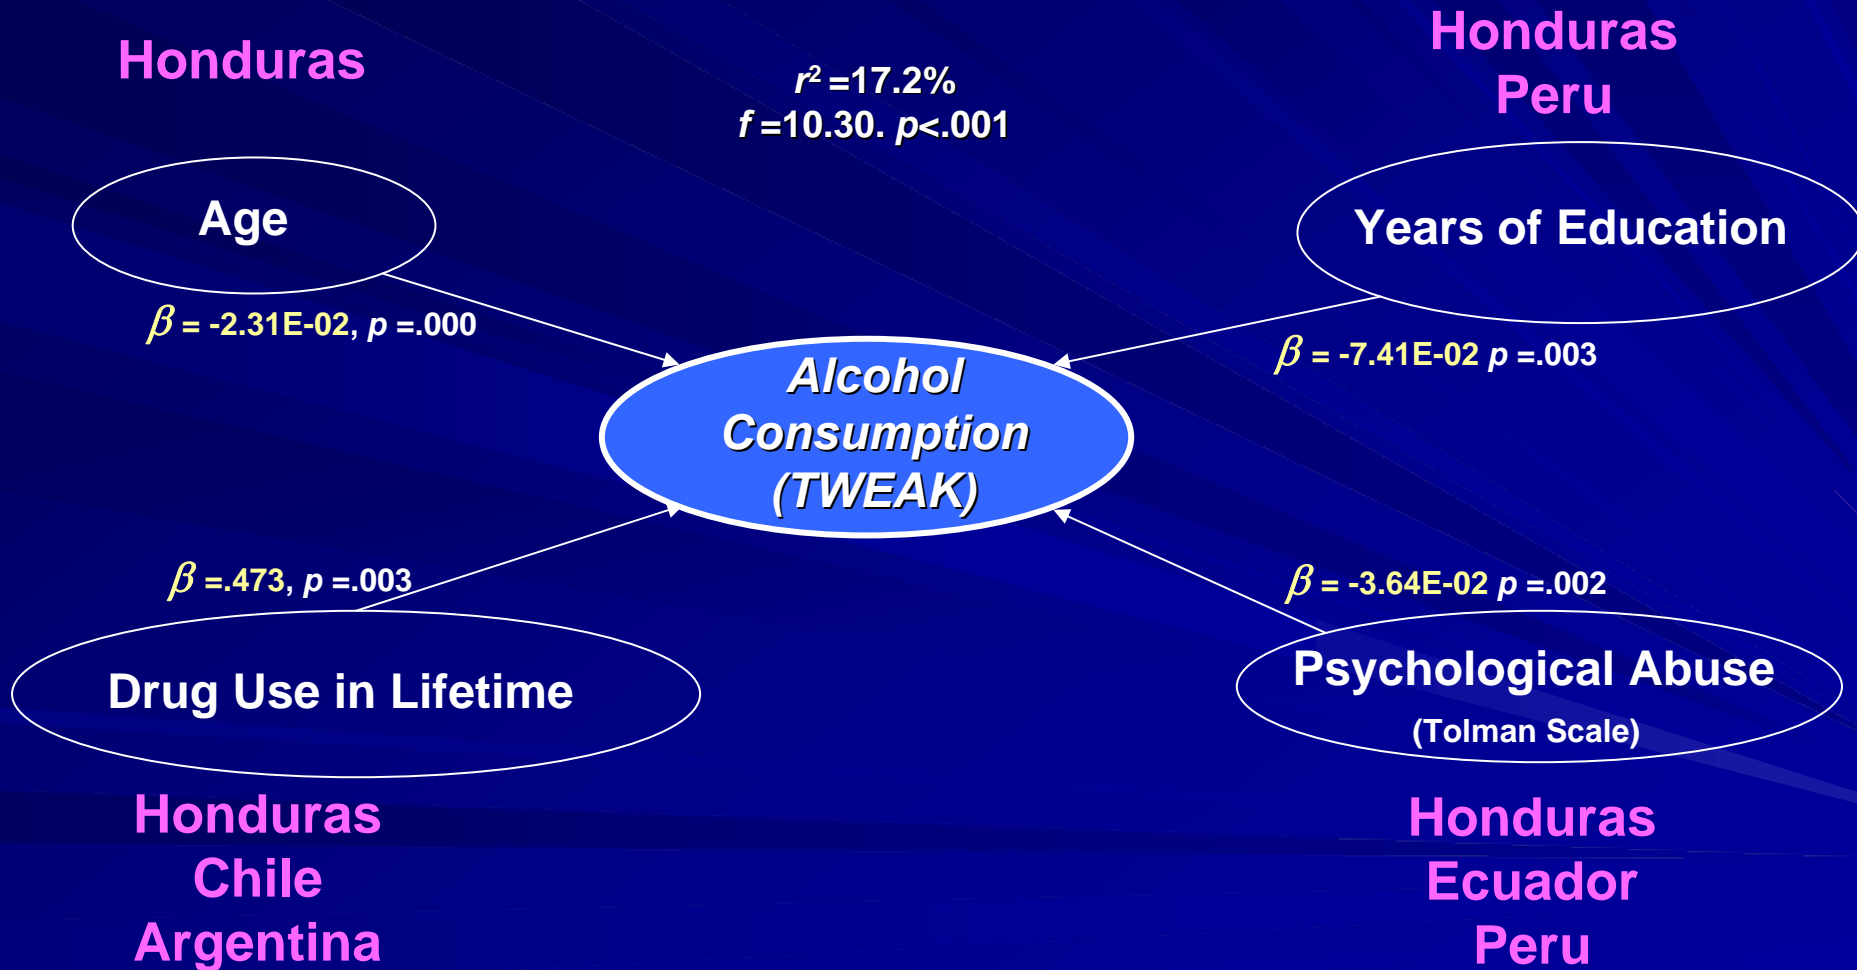 Honduras
r² =17.2%
f =10.30. p<.001
Honduras
Peru
Age
Years of Education
β = -2.31E-02, p =.000
β = -7.41E-02 p =.003
Alcohol
Consumption
(TWEAK)
β =.473, p =.003
β = -3.64E-02 p =.002
Drug Use in Lifetime
Psychological Abuse
(Tolman Scale)
Honduras
Chile
Argentina
Honduras
Ecuador
Peru